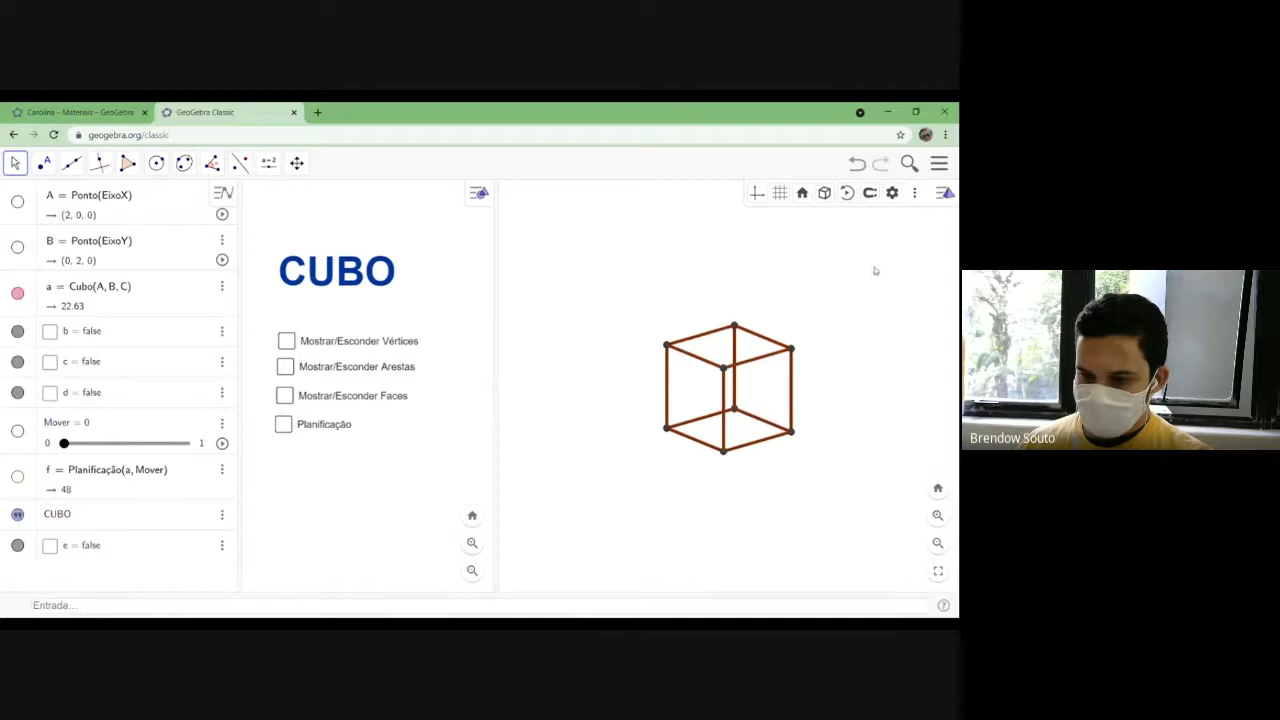 Carolina – Materiais – GeoGebra
GeoGebra Classic
geogebra.org/classic
a=2
A = Ponto(EixoX)
→ (2, 0, 0)
B = Ponto(EixoY)
→ (0, 2, 0)
a = Cubo(A, B, C)
→ 22.63
b = false
c = false
d = false
Mover = 0
0 1
f = Planificação(a, Mover)
→ 48
CUBO
e = false
Entrada...
CUBO
Mostrar/Esconder Vértices
Mostrar/Esconder Arestas
Mostrar/Esconder Faces
Planificação
Brendow Souto